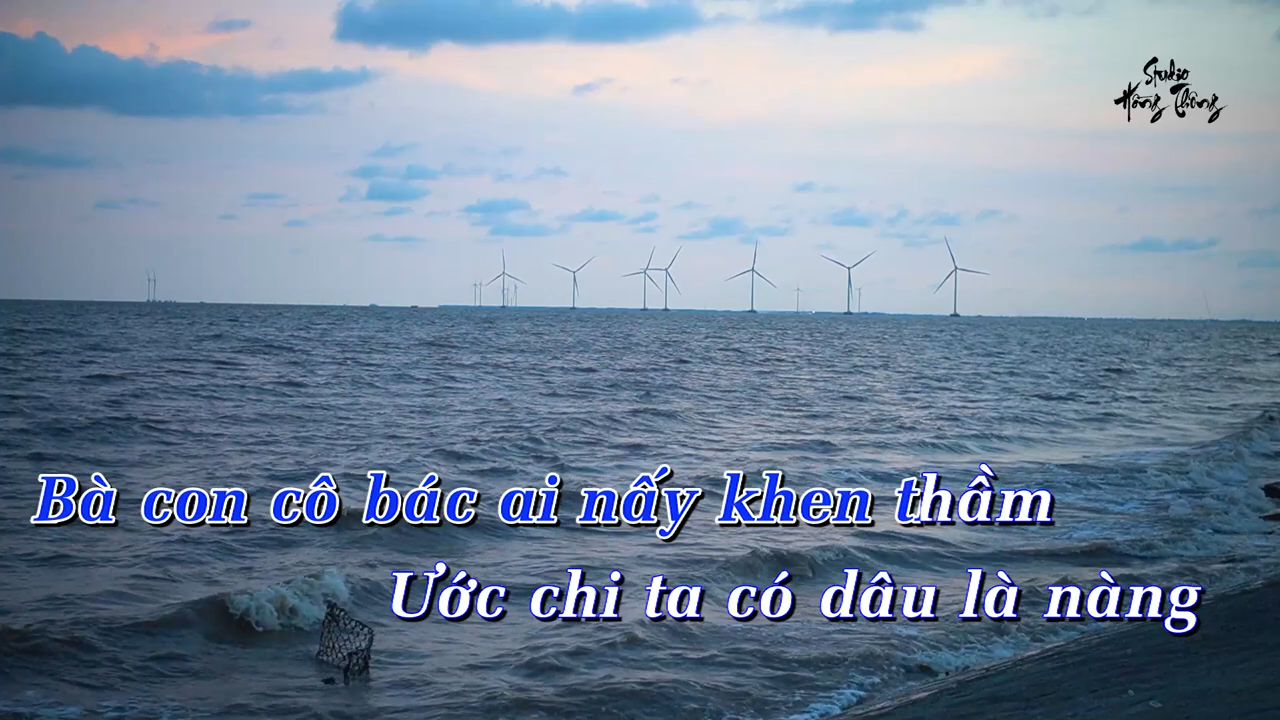 Studio
Hồng Thông
Bà con cô bác ai nấy khen thầm
Ước chi ta có dâu là nàng